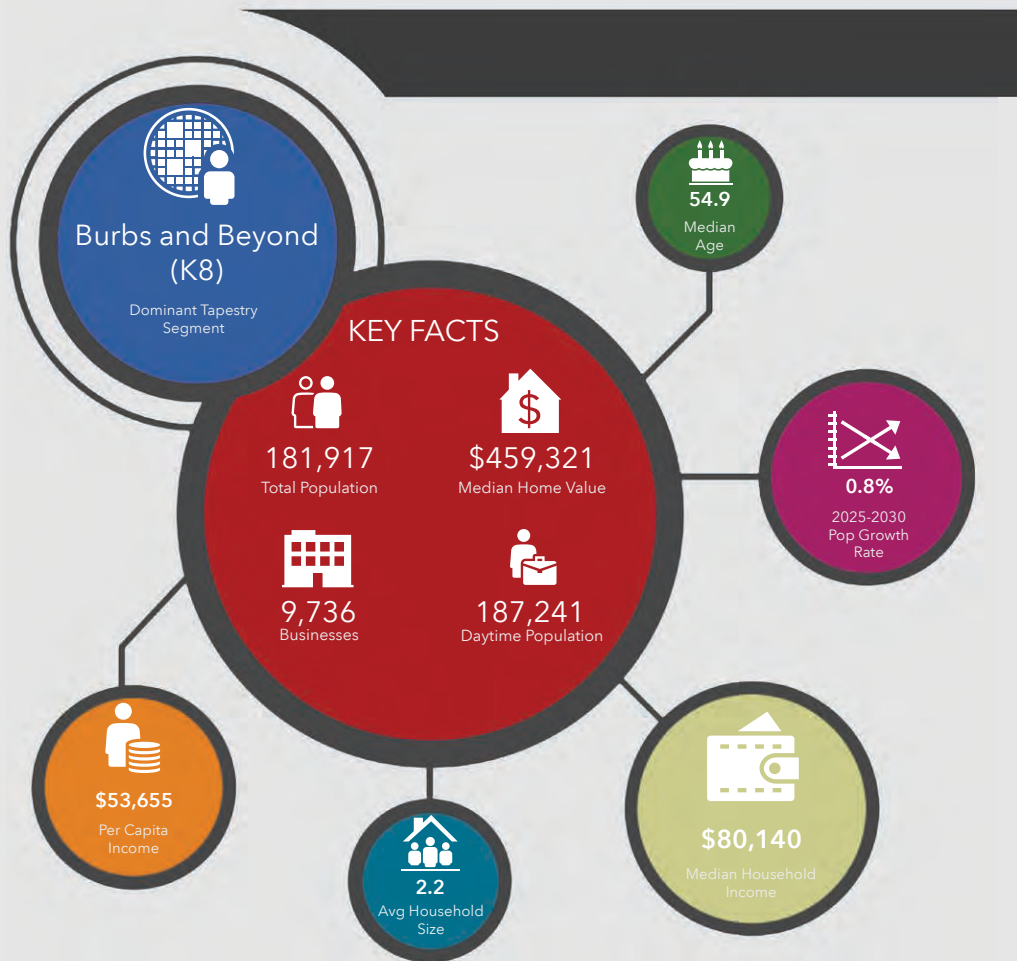 Burbs and Beyond
(K8)
Dominant Tapestry
Segment
KEY FACTS
181,917
Total Population
$
$459,321
Median Home Value
9,736
Businesses
187,241
Daytime Population
54.9
Median
Age
0.8%
2025-2030
Pop Growth
Rate
$53,655
Per Capita
Income
2.2
Avg Household
Size
$80,140
Median Household
Income